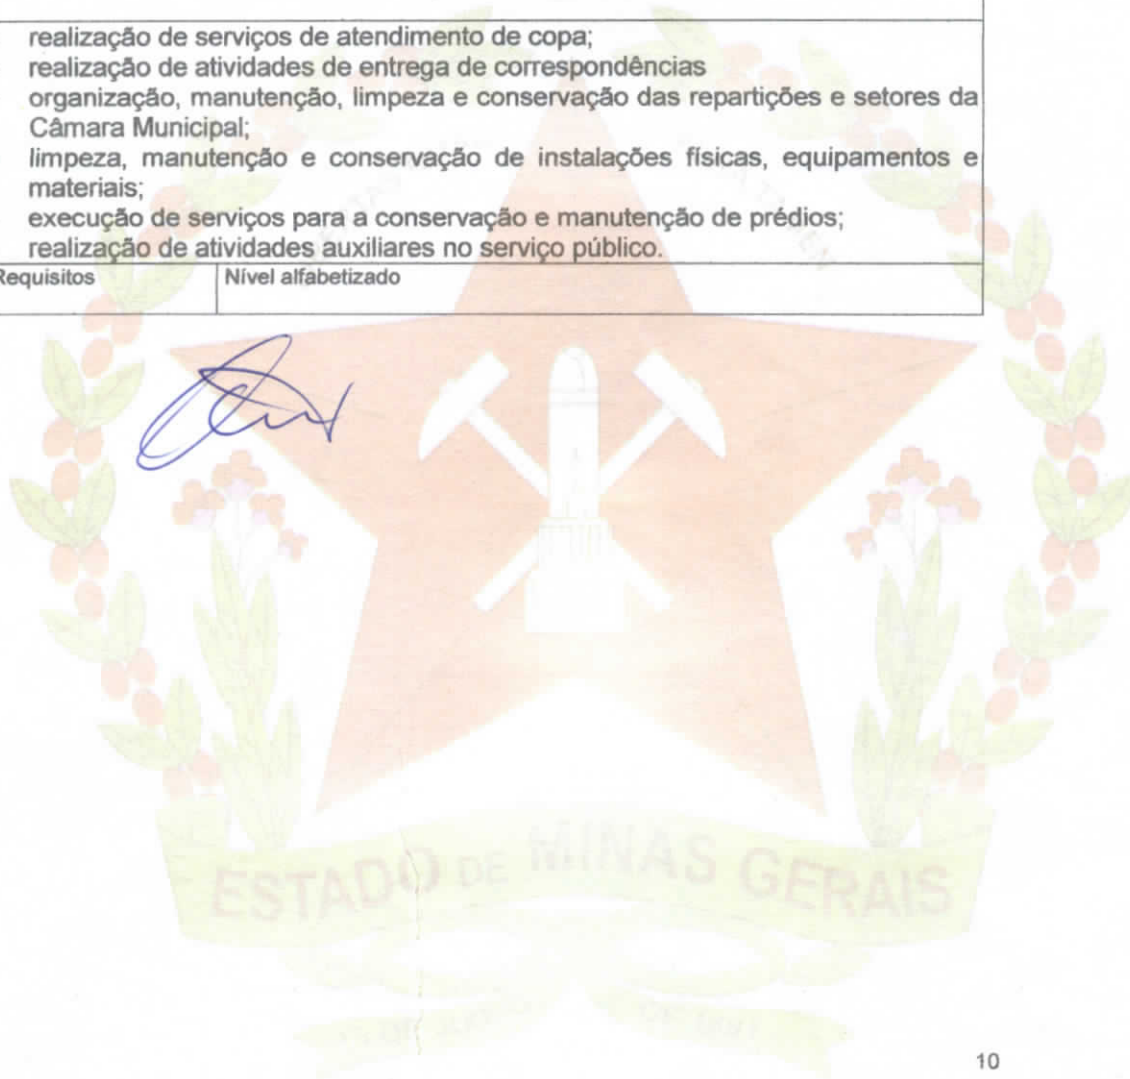 realização de serviços de atendimento de copa;
realização de atividades de entrega de correspondências
organização, manutenção, limpeza e conservação das repartições e setores da
Câmara Municipal;
limpeza, manutenção e conservação de instalações físicas, equipamentos e
materiais;
execução de serviços para a conservação e manutenção de prédios;
realização de atividades auxiliares no serviço público.
Requisitos Nível alfabetizado
ESTADO DE MINAS GERAIS
10